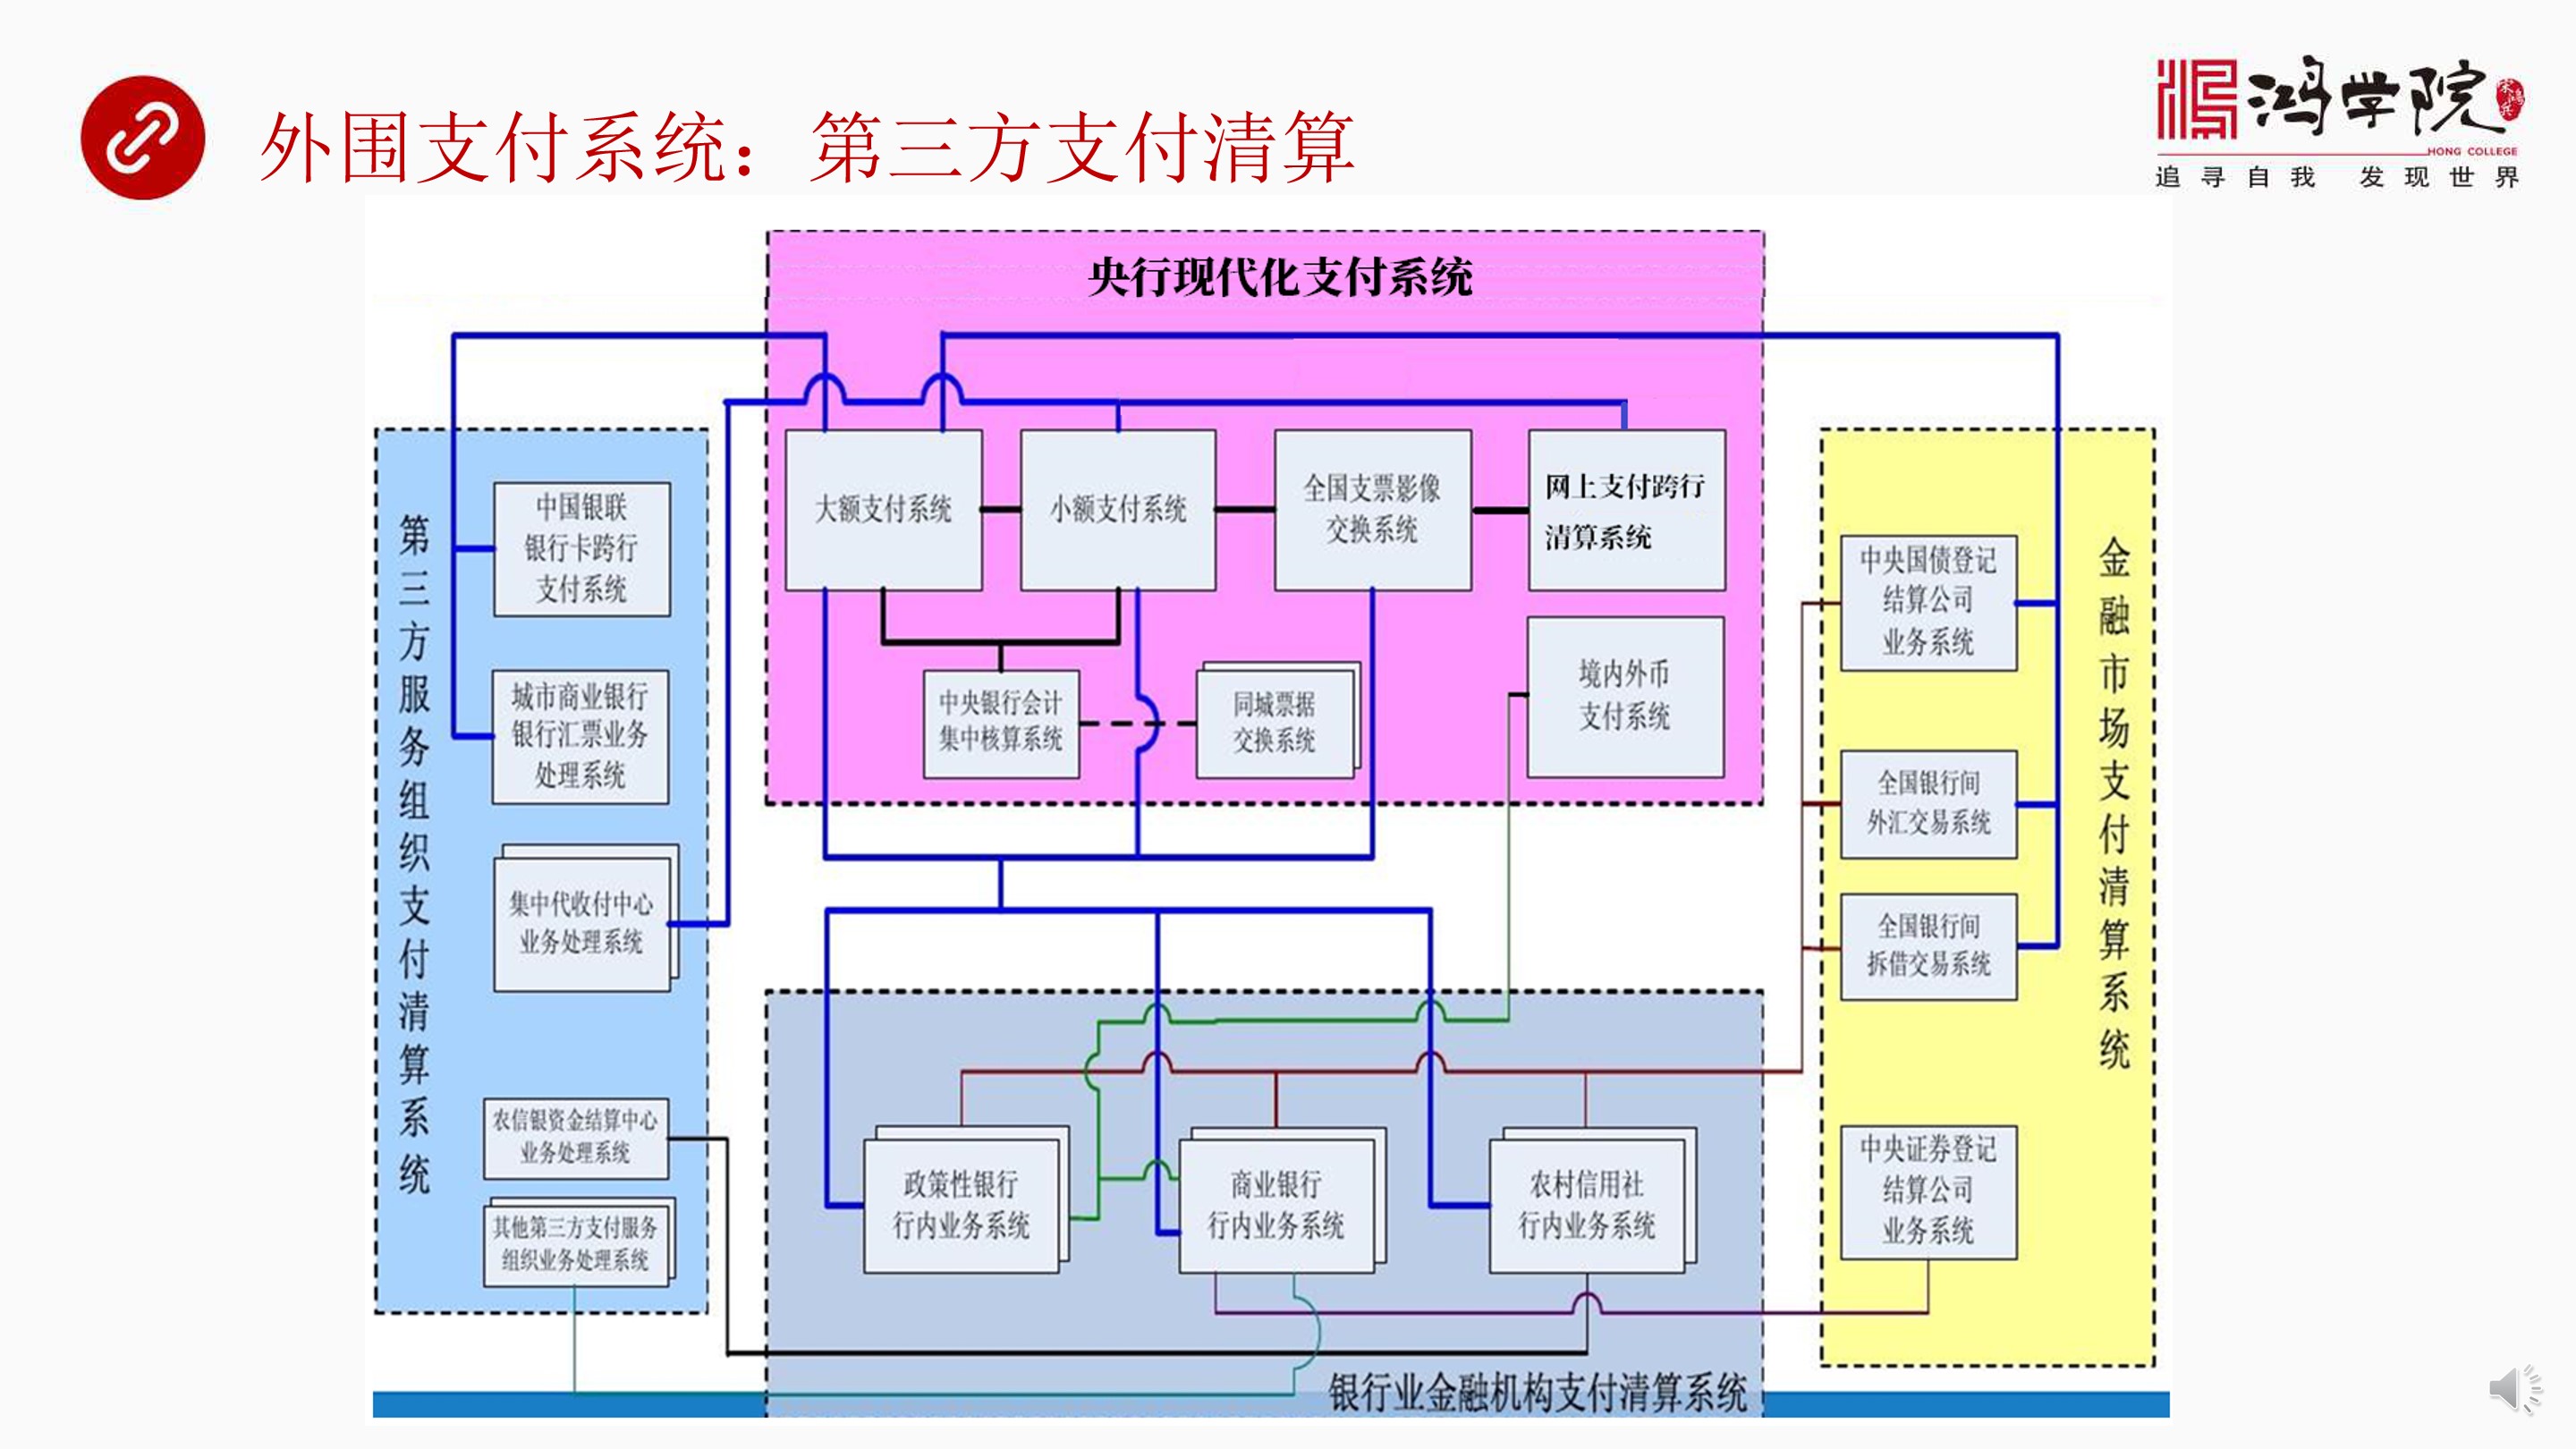 外围支付系统：第三方支付清算
鸿学院
HONG COLLEGE
追寻自我 发现世界
央行现代化支付系统
大额支付系统
小额支付系统
全国支票影像
交换系统
网上支付跨行
清算系统
中央银行会计
集中核算系统
同城票据
交换系统
境内外币
支付系统
第三方服务组织支付清算系统
中国银联
银行卡跨行
支付系统
城市商业银行
银行汇票业务
处理系统
集中代收付中心
业务处理系统
农信银资金结算中心
业务处理系统
其他第三方支付服务
组织业务处理系统
金融市场支付清算系统
中央国债登记
结算公司
业务系统
全国银行间
外汇交易系统
全国银行间
拆借交易系统
中央证券登记
结算公司
业务系统
政策性银行
行内业务系统
商业银行
行内业务系统
农村信用社
行内业务系统
银行业金融机构支付清算系统